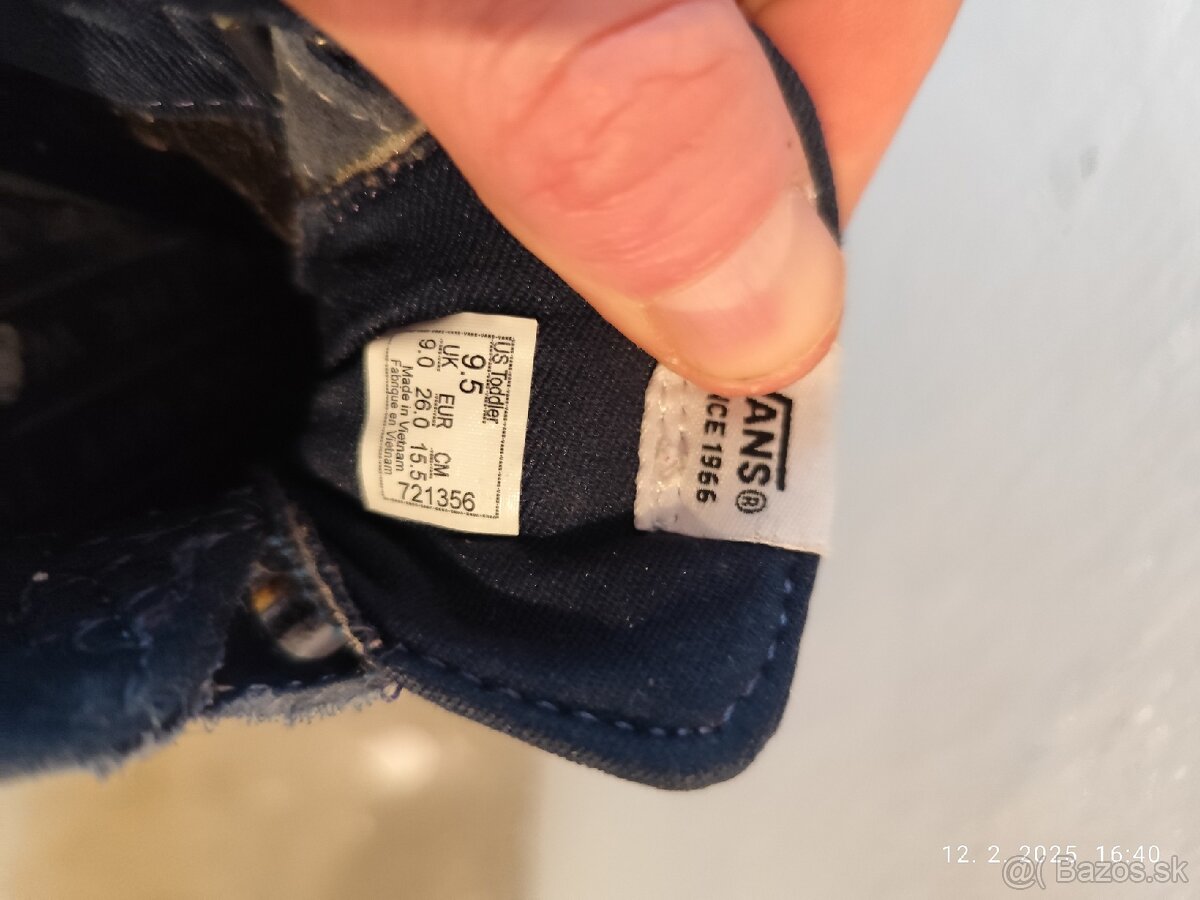 US Toddler
9.5
UK EUR CM
9.0 26.0 15.5
Made in Vietnam
Fabriqué en Vietnam
721356
VANS®
1966
12. 2. 2025 16:40
@( Bazos.sk